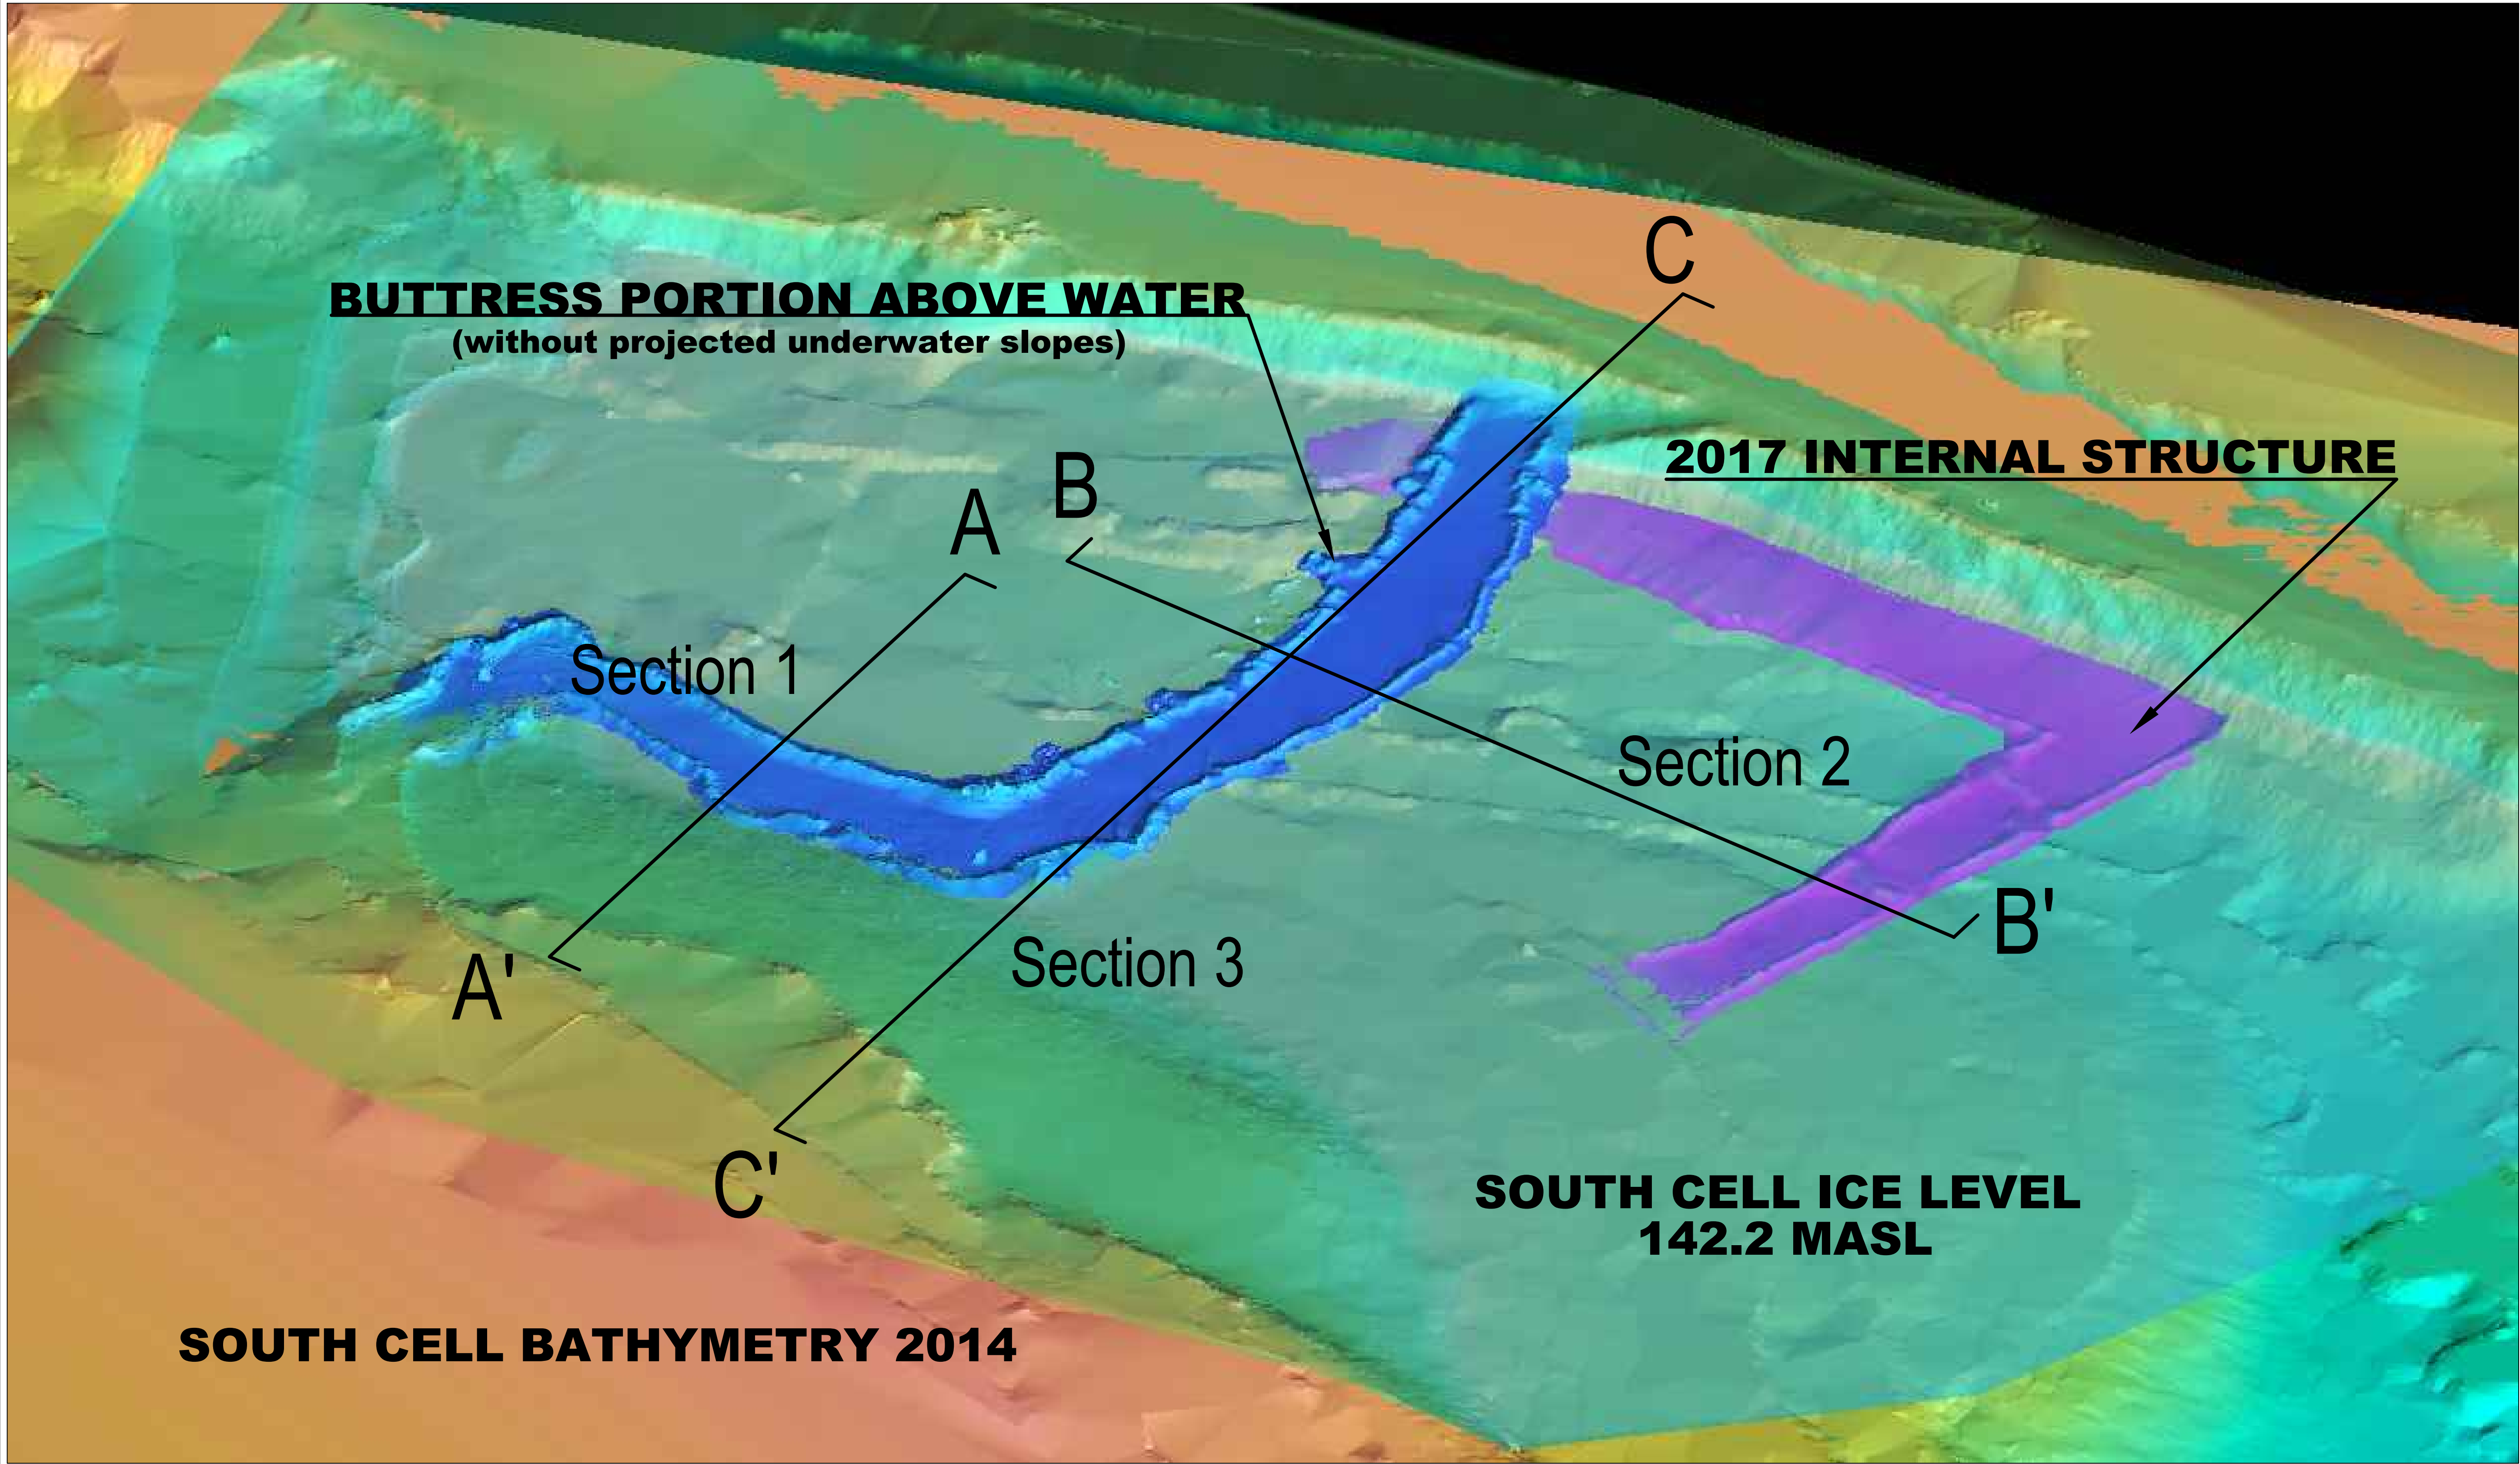 C
BUTTRESS PORTION ABOVE WATER
(without projected underwater slopes)
2017 INTERNAL STRUCTURE
B
A
Section 1
Section 2
B'
Section 3
A'
C'
SOUTH CELL ICE LEVEL
142.2 MASL
SOUTH CELL BATHYMETRY 2014